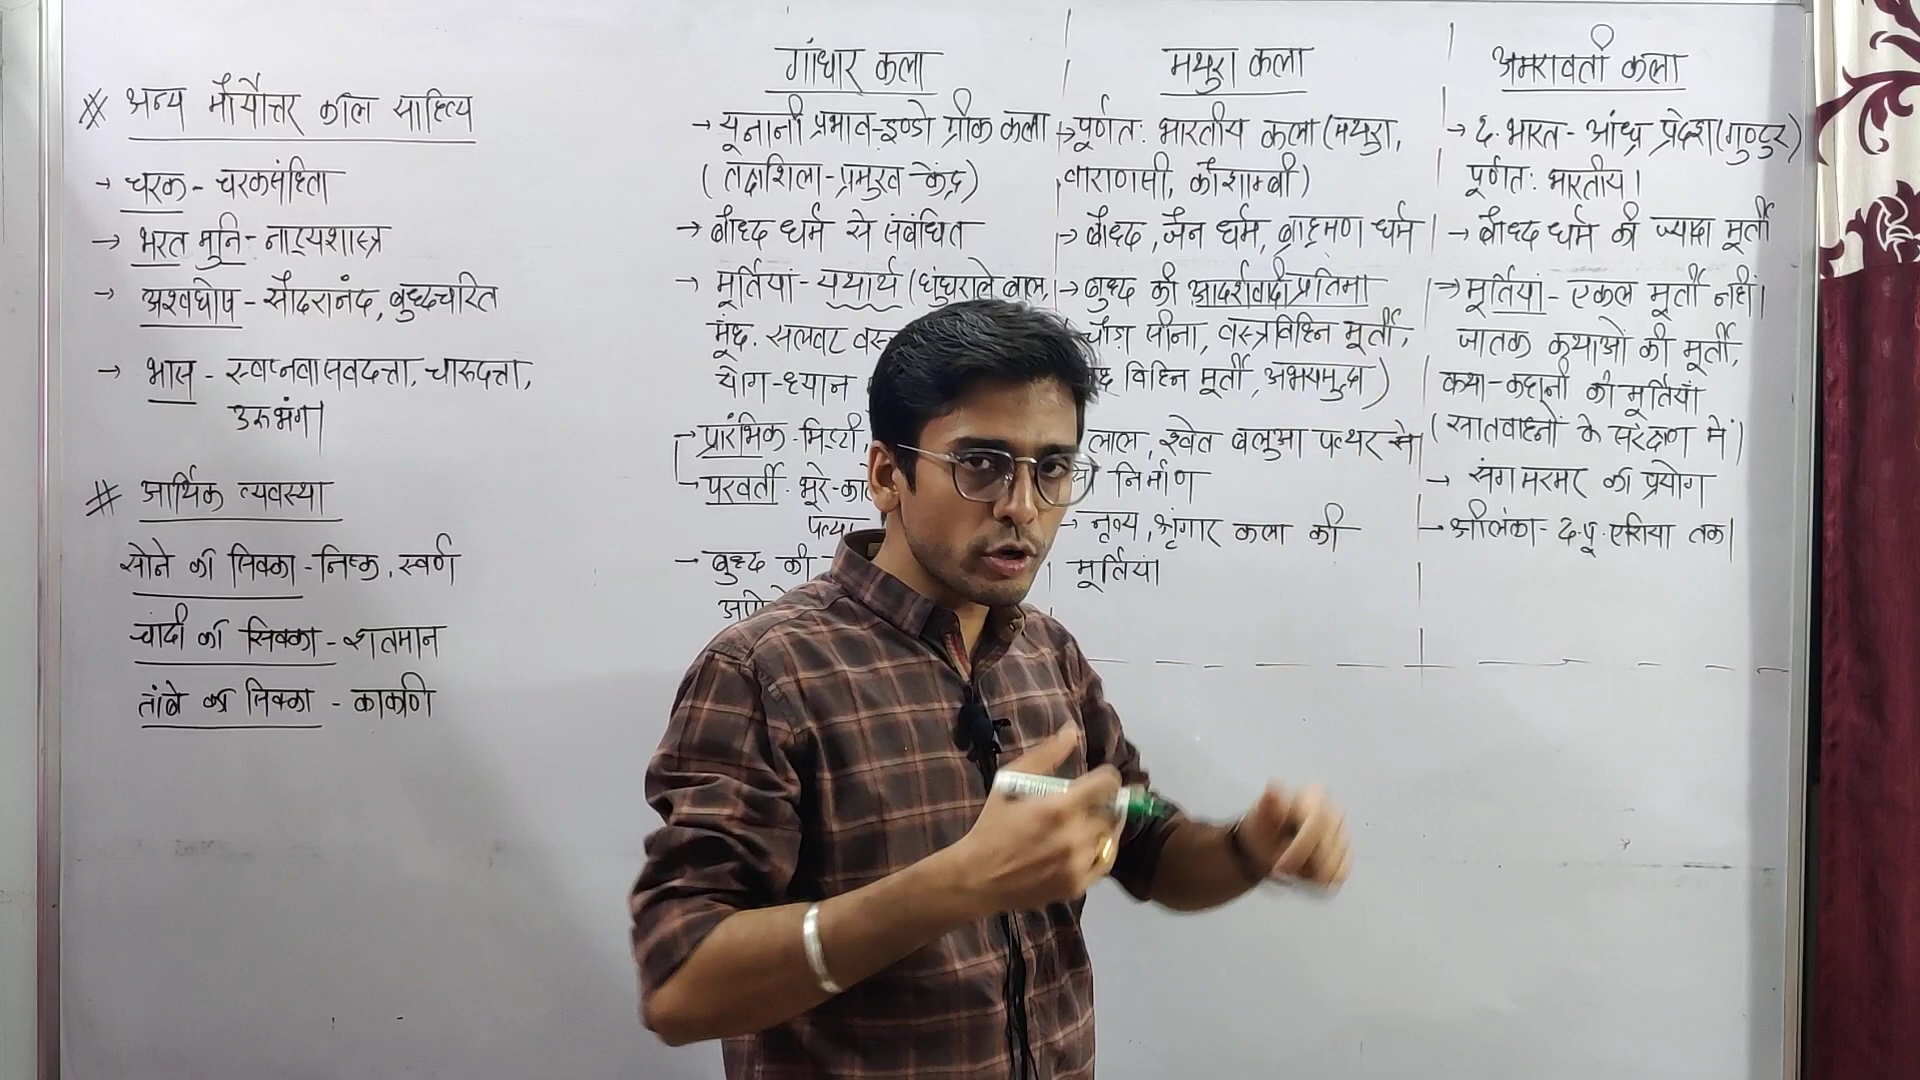 # अन्य मौर्योत्तर काल साहित्य
→ चरक - चरकसंहिता
→ भरत मुनि - नाट्यशास्त्र
→ अश्वघोष - सौंदरानंद, बुध्दचरित
→ भास - स्वप्नवासवदत्ता, चारुदत्ता,
उरुभंग।
# आर्थिक व्यवस्था
सोने का सिक्का - निष्क, स्वर्ण
चांदी का सिक्का - शतमान
तांबे का सिक्का - काकणि
गांधार कला
→ यूनानी प्रभाव - इण्डो ग्रीक कला
(तक्षशिला - प्रमुख केंद्र)
→ बौध्द धर्म से संबंधित
→ मूर्तियां - यथार्थ (घुंघराले बाल,
मूंछ, सलवट
योग - ध्यान
→ प्रारंभिक - मिट्टी,
→ परवर्ती - भूरे -
→ बुध्द की
मथुरा कला
→ पूर्णत: भारतीय कला (मथुरा,
वाराणसी, कौशाम्बी)
→ बौध्द, जैन धर्म, ब्राह्मण धर्म
→ बुध्द की आदर्शवादी प्रतिमा
सीना, वस्त्रविहिन मूर्ती,
विहिन मूर्ती, अभयमुद्रा)
लाल, श्वेत बलुआ पत्थर से
निर्माण
→ नृत्य, श्रृंगार कला की
मूर्तियां
अमरावती कला
→ द. भारत - आंध्र प्रदेश (गुण्टुर)
पूर्णत: भारतीय।
→ बौध्द धर्म की ज्यादा मूर्ती
→ मूर्तियां - एकल मूर्ती नहीं।
जातक कथाओं की मूर्ती,
कथा - कहानी की मूर्तियां
(सातवाहनों के संरक्षण में)
→ संगमरमर का प्रयोग
→ श्रीलंका - द. पू. एशिया तक।